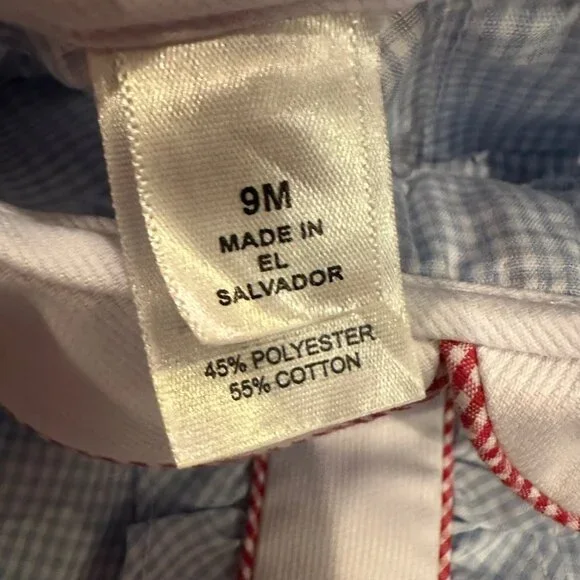 9M
MADE IN
EL
SALVADOR
45% POLYESTER
55% COTTON